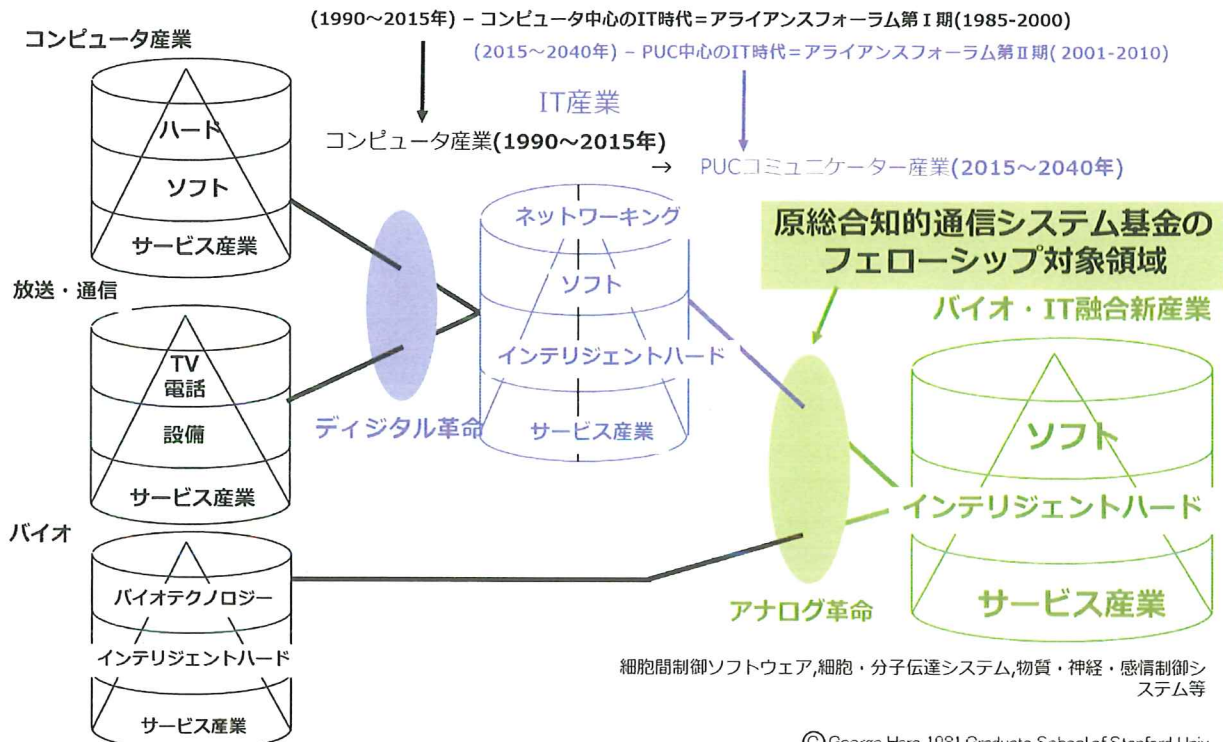 (1990～2015年) – コンピュータ中心のIT時代＝アライアンスフォーラム第Ⅰ期(1985-2000)
(2015～2040年) – PUC中心のIT時代＝アライアンスフォーラム第Ⅱ期( 2001-2010)
コンピュータ産業
ハード
ソフト
サービス産業
放送・通信
TV
電話
設備
サービス産業
バイオ
バイオテクノロジー
インテリジェントハード
サービス産業
IT産業
コンピュータ産業(1990～2015年)
→ PUCコミュニケーター産業(2015～2040年)
ディジタル革命
ネットワーキング
ソフト
インテリジェントハード
サービス産業
原総合知的通信システム基金の
フェローシップ対象領域
バイオ・IT融合新産業
アナログ革命
ソフト
インテリジェントハード
サービス産業
細胞間制御ソフトウェア,細胞・分子伝達システム,物質・神経・感情制御シ
ステム等
© George Hara 1981 Graduate School of Stanford Univ.